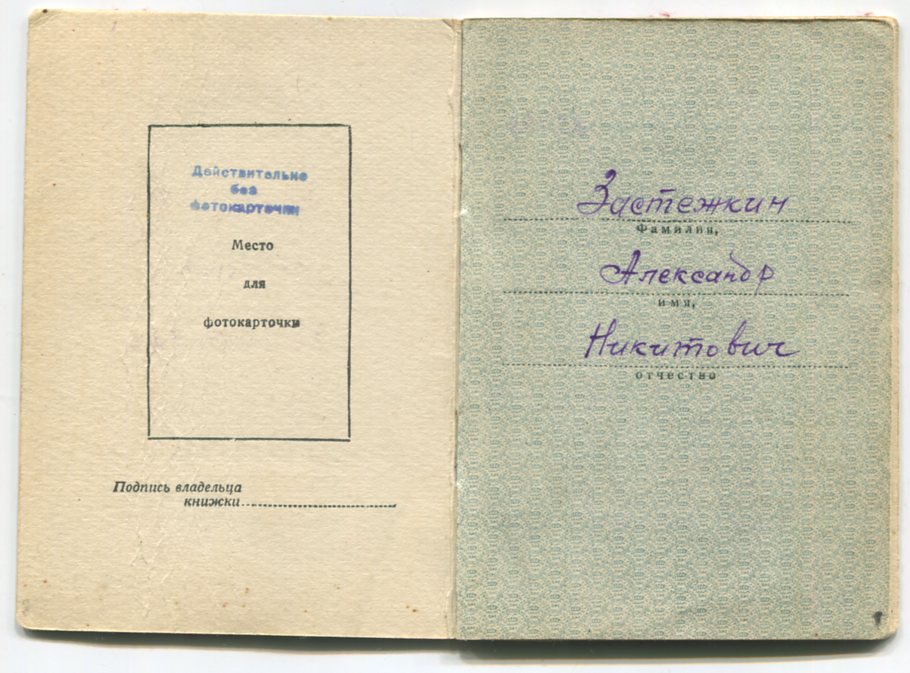 Действительно
без
фотокарточки
Место
для
фотокарточки
Подпись владельца
книжки
Застежкин
Фамилия,
Александр
имя,
Никитович
отчество